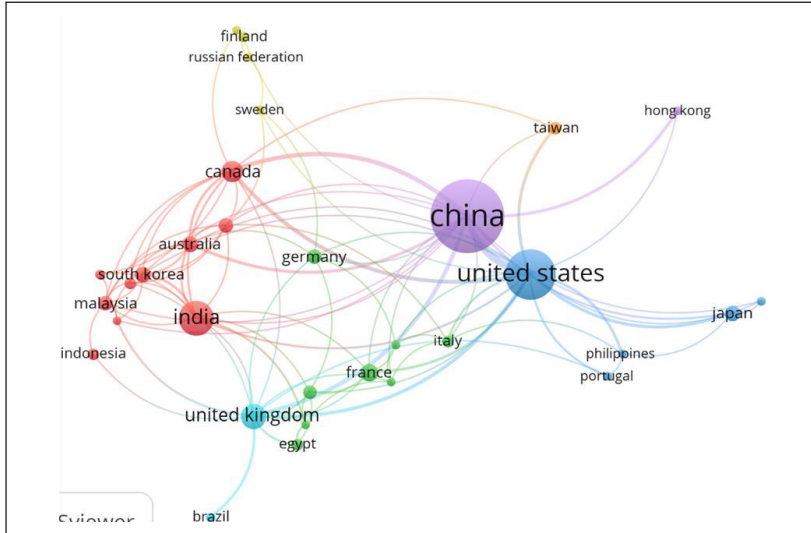 finland
russian federation
sweden
taiwan
hong kong
canada
china
australia
germany
south korea
united states
malaysia
india
japan
indonesia
italy
philippines
france
portugal
united kingdom
egypt
brazil